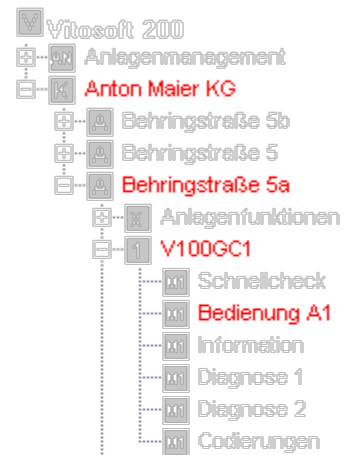 Vitosoft 200
Anlagenmanagement
K Anton Maier KG
A Behringstraße 5b
A Behringstraße 5
A Behringstraße 5a
Anlagenfunktionen
1 V100GC1
Schnellcheck
Bedienung A1
Information
Diagnose 1
Diagnose 2
Codierungen